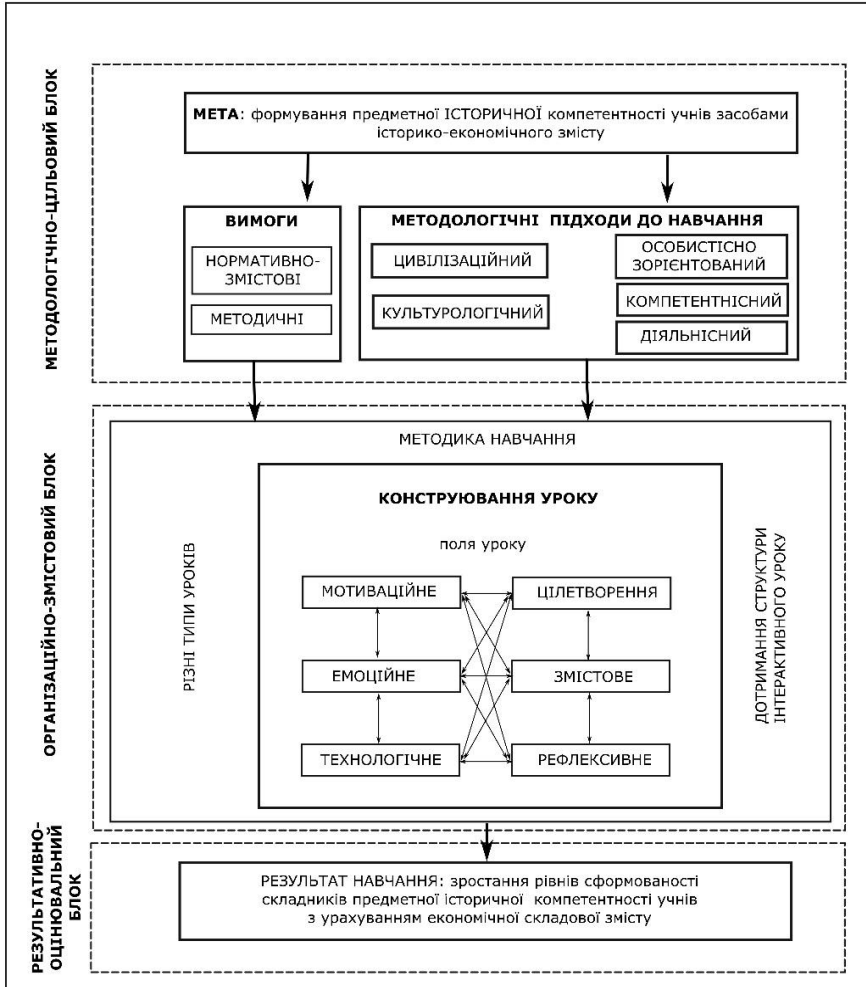 МЕТОДОЛОГІЧНО-ЦІЛЬОВИЙ БЛОК
МЕТА: формування предметної ІСТОРИЧНОЇ компетентності учнів засобами
історико-економічного змісту
ВИМОГИ
НОРМАТИВНО-
ЗМІСТОВІ
МЕТОДИЧНІ
МЕТОДОЛОГІЧНІ ПІДХОДИ ДО НАВЧАННЯ
ЦИВІЛІЗАЦІЙНИЙ
КУЛЬТУРОЛОГІЧНИЙ
ОСОБИСТІСНО
ЗОРІЄНТОВАНИЙ
КОМПЕТЕНТНІСНИЙ
ДІЯЛЬНІСНИЙ
ОРГАНІЗАЦІЙНО-ЗМІСТОВИЙ БЛОК
МЕТОДИКА НАВЧАННЯ
РІЗНІ ТИПИ УРОКІВ
КОНСТРУЮВАННЯ УРОКУ
поля уроку
МОТИВАЦІЙНЕ
ЦІЛЕТВОРЕННЯ
ЕМОЦІЙНЕ
ЗМІСТОВЕ
ТЕХНОЛОГІЧНЕ
РЕФЛЕКСИВНЕ
ДОТРИМАННЯ СТРУКТУРИ
ІНТЕРАКТИВНОГО УРОКУ
РЕЗУЛЬТАТИВНО-
ОЦІНЮВАЛЬНИЙ
БЛОК
РЕЗУЛЬТАТ НАВЧАННЯ: зростання рівнів сформованості
складників предметної історичної компетентності учнів
з урахуванням економічної складової змісту